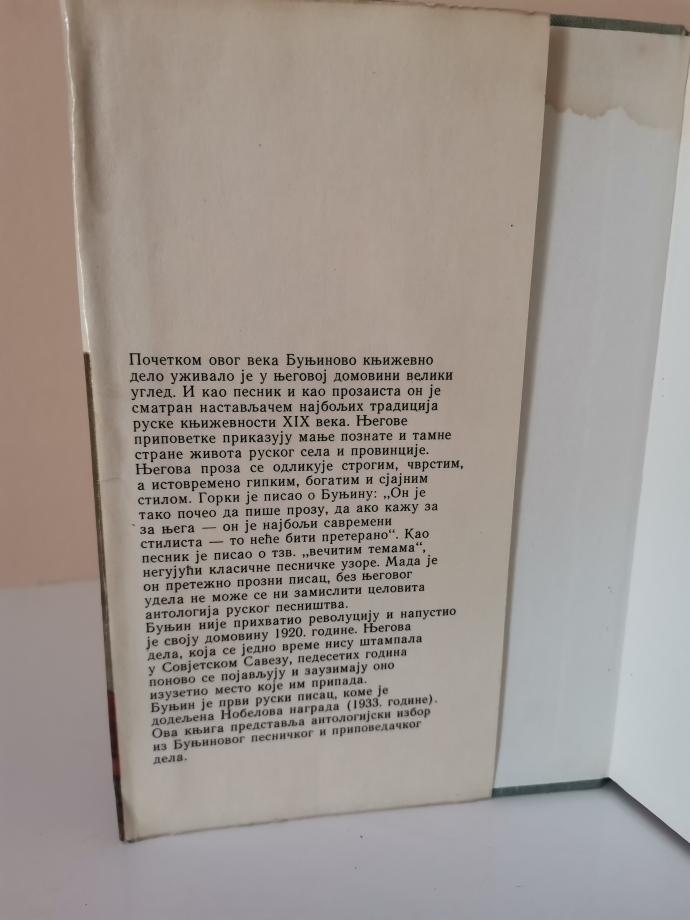 Почетком овог века Буњиново књижевно
дело уживало је у његовој домовини велики
углед. И као песник и као прозаиста он је
сматран настављачем најбољих традиција
руске књижевности XIX века. Његове
приповетке приказују мање познате и тамне
стране живота руског села и провинције.
Његова проза се одликује строгим, чврстим,
а истовремено гипким, богатим и сјајним
стилом. Горки је писао о Буњину: „Он је
тако почео да пише прозу, да ако кажу за
за њега — он је најбољи савремени
стилиста — то неће бити претерано“. Као
песник је писао о тзв. „вечитим темама“,
негујући класичне песничке узоре. Мада је
он претежно прозни писац, без његовог
удела не може се ни замислити целовита
антологија руског песништва.
Буњин није прихватио револуцију и напустио
је своју домовину 1920. године. Његова
дела, која се једно време нису штампала
у Совјетском Савезу, педесетих година
поново се појављују и заузимају оно
изузетно место које им припада.
Буњин је први руски писац, коме је
додељена Нобелова награда (1933. године).
Ова књига представља антологијски избор
из Буњиновог песничког и приповедачког
дела.